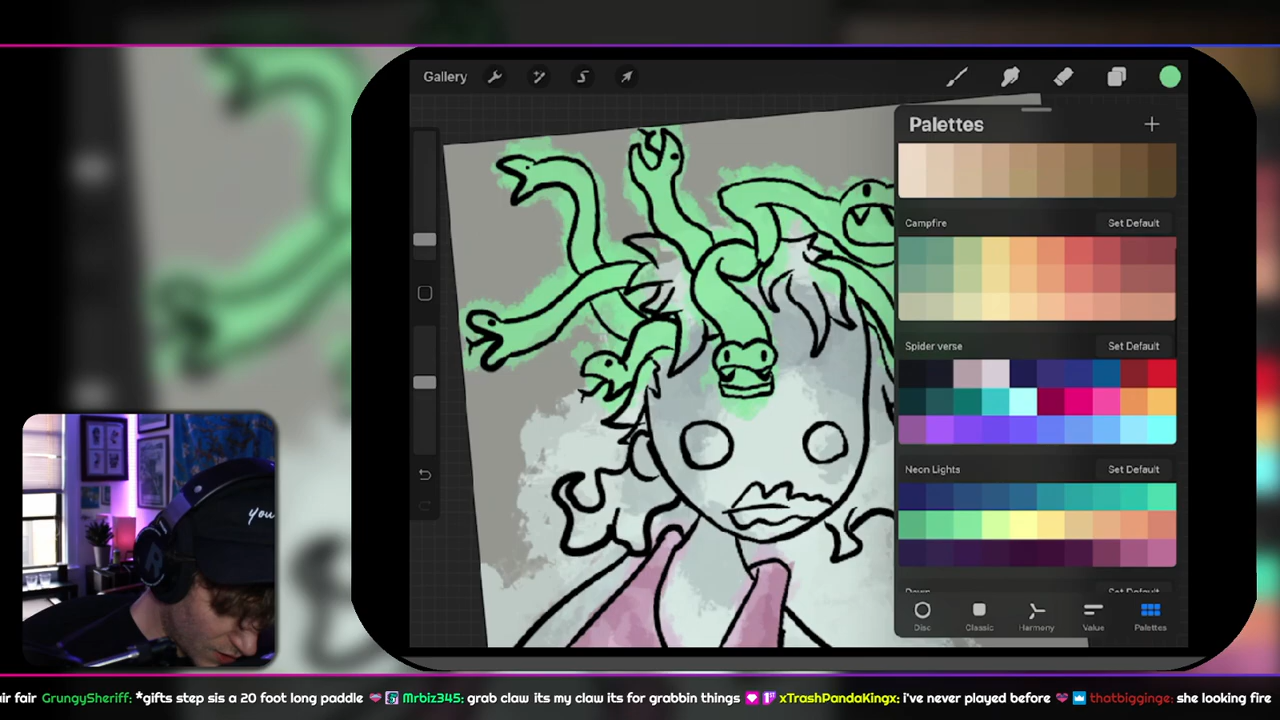 Gallery
Palettes
Campfire
Set Default
Spider verse
Set Default
Neon Lights
Set Default
Set Default
Disc
Classic
Harmony
Value
Palettes
you
fair GrungySheriff: *gifts step sis a 20 foot long paddle Mrbiz345: grab claw its my claw its for grabbin things xTrashPandaKingx: i've never played before thatbigginge: she looking fire